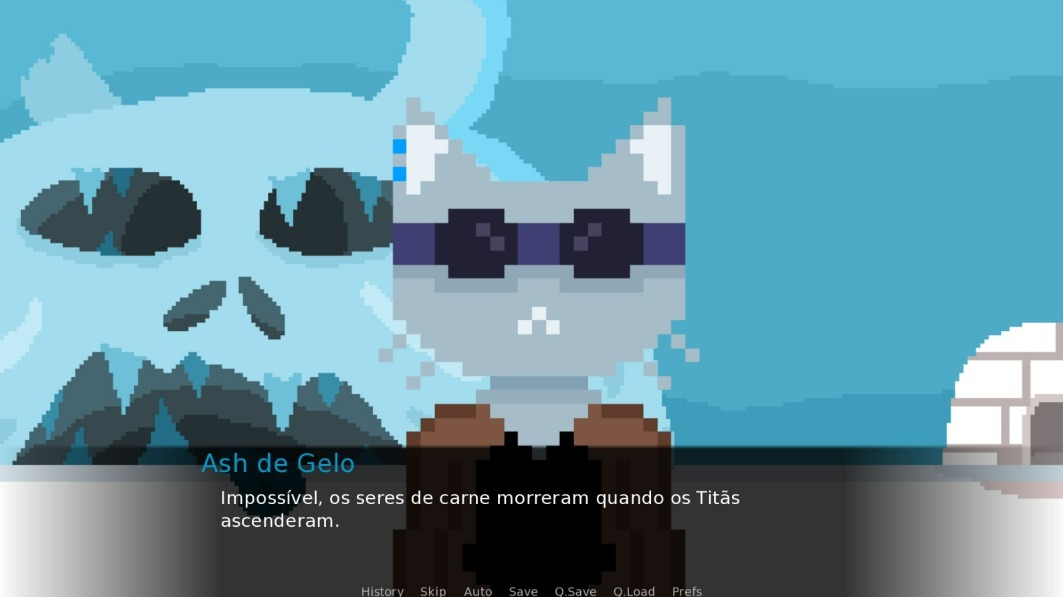 Ash de Gelo
Impossível, os seres de carne morreram quando os Titãs
ascenderam.
History Skip Auto Save Q.Save Q.Load Prefs